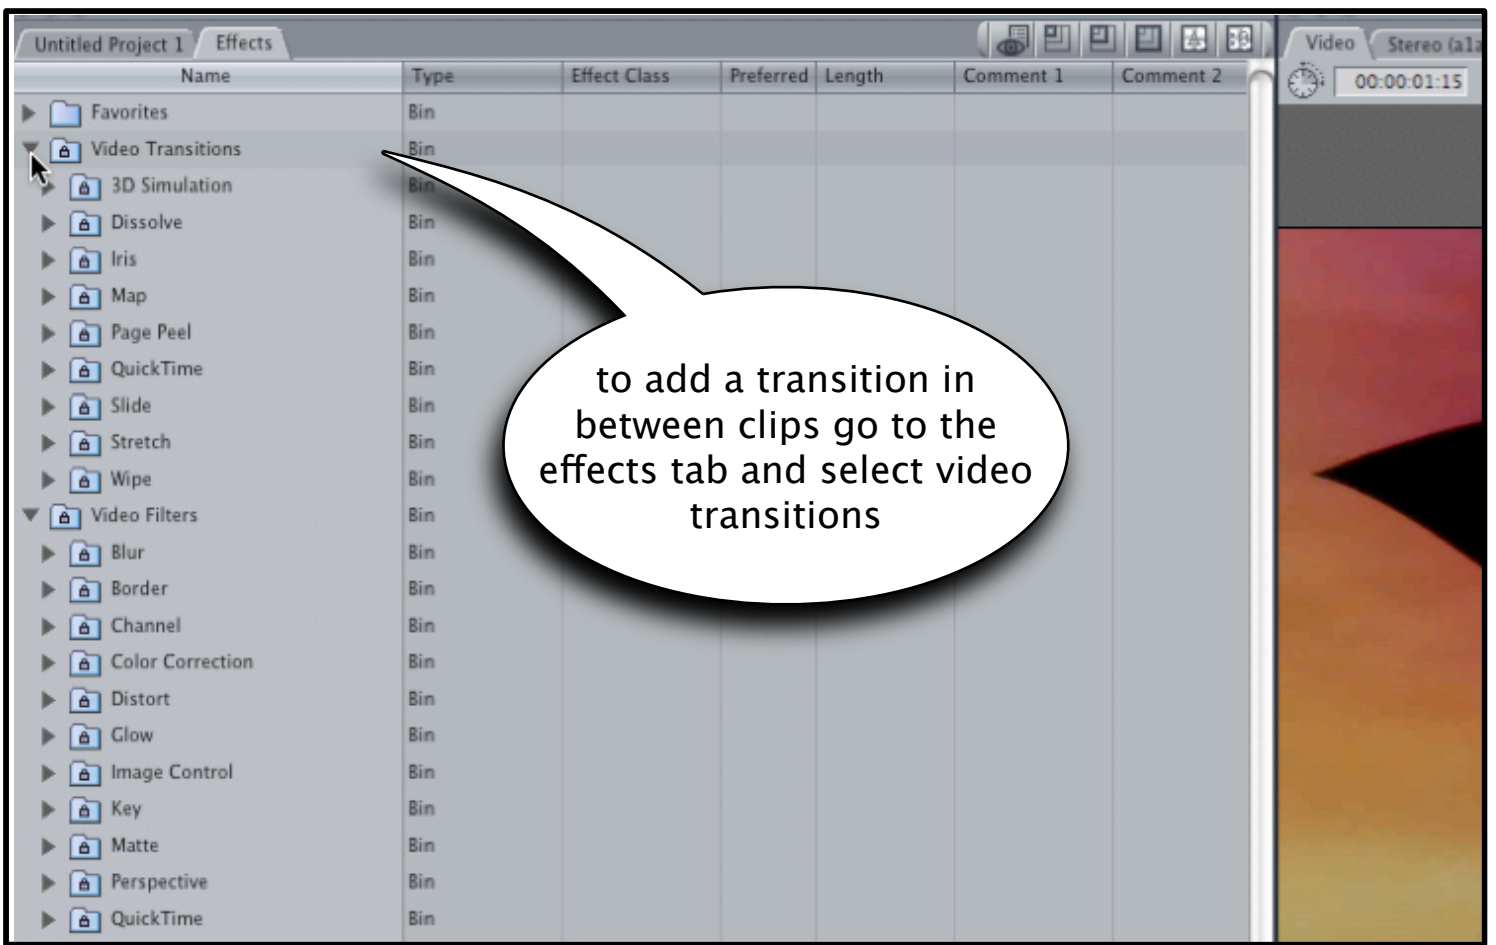 Untitled Project 1 Effects
Name Type Effect Class Preferred Length Comment 1 Comment 2
Favorites Bin
Video Transitions Bin
3D Simulation Bin
Dissolve Bin
Iris Bin
Map Bin
Page Peel Bin
QuickTime Bin
Slide Bin
Stretch Bin
Wipe Bin
Video Filters Bin
Blur Bin
Border Bin
Channel Bin
Color Correction Bin
Distort Bin
Glow Bin
Image Control Bin
Key Bin
Matte Bin
Perspective Bin
QuickTime Bin
to add a transition in
between clips go to the
effects tab and select video
transitions
Video Stereo
00:00:01:15